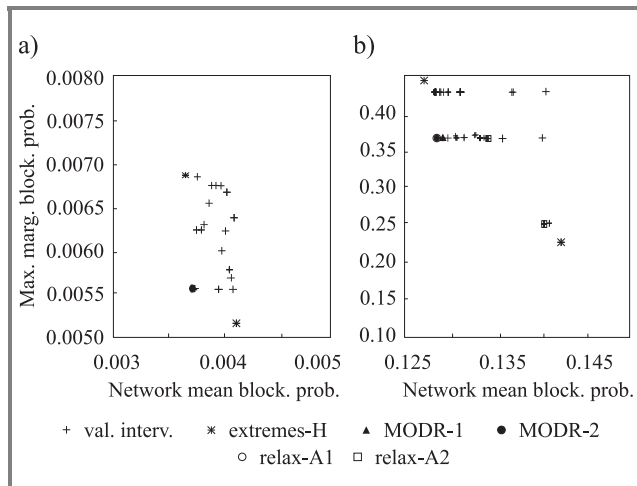 a)
b)
Max. marg. block. prob.
0.0080
0.0075
0.0070
0.0065
0.0060
0.0055
0.0050
0.003
0.004
0.005
Network mean block. prob.
0.40
0.35
0.30
0.25
0.20
0.15
0.10
0.125
0.135
0.145
Network mean block. prob.
+ val. interv.
extremes-H
MODR-1
MODR-2
relax-A1
relax-A2